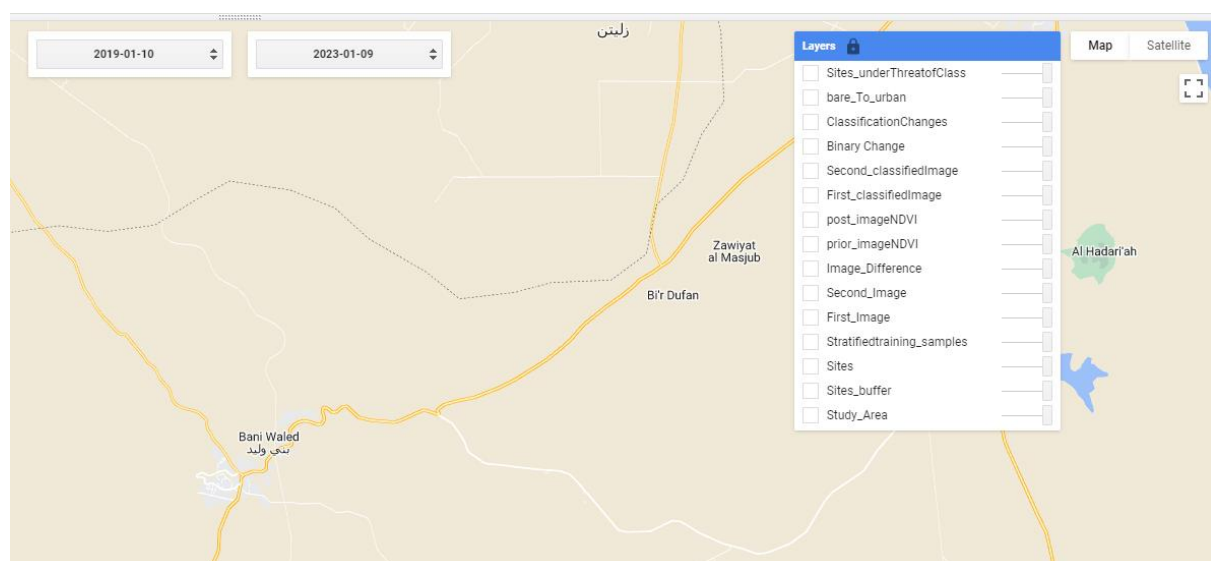 زليتن
2019-01-10
2023-01-09
Layers
Map
Satellite
Sites_underThreatofClass
bare_To_urban
ClassificationChanges
Binary Change
Second_classifiedImage
First_classifiedImage
post_imageNDVI
prior_imageNDVI
Image_Difference
Second_Image
First_Image
Stratifiedtraining_samples
Sites
Sites_buffer
Study_Area
Zawiyat
al Masjub
Al Hadari'ah
Bi'r Dufan
Bani Waled
بني وليد